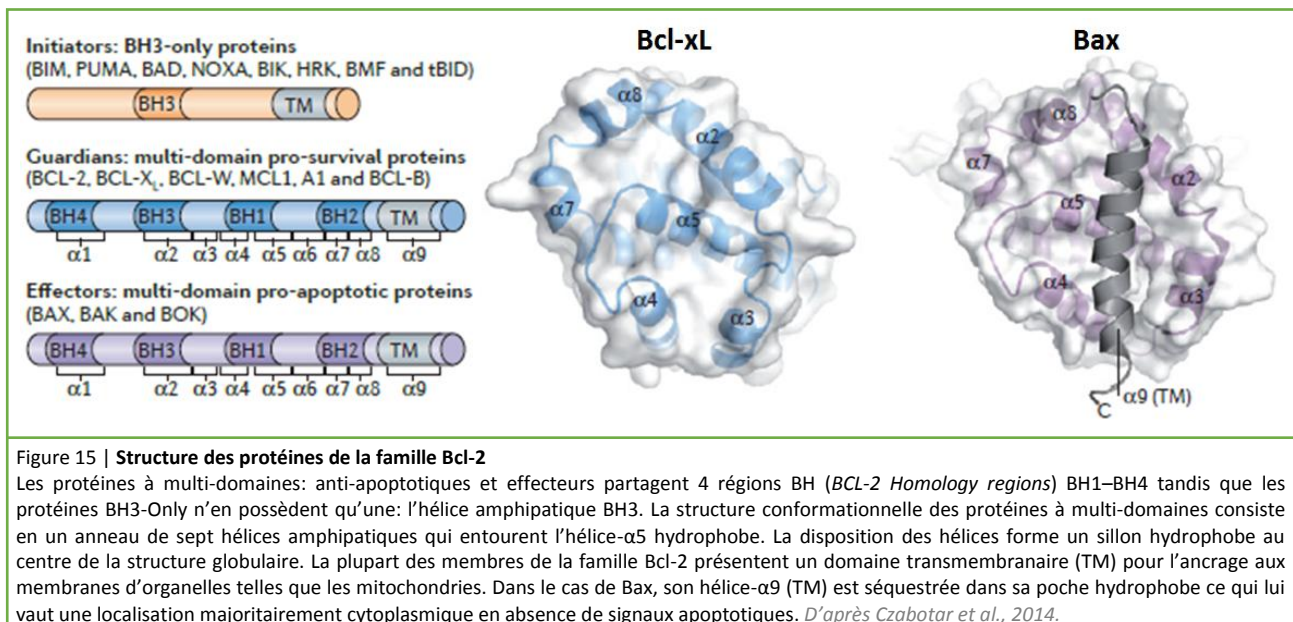 Initiators: BH3-only proteins
(BIM, PUMA, BAD, NOXA, BIK, HRK, BMF and tBID)
BH3 TM
Guardians: multi-domain pro-survival proteins
(BCL-2, BCL-XL, BCL-W, MCL1, A1 and BCL-B)
BH4 BH3 BH1 BH2 TM
α1 α2 α3 α4 α5 α6 α7 α8 α9
Effectors: multi-domain pro-apoptotic proteins
(BAX, BAK and BOK)
BH4 BH3 BH1 BH2 TM
α1 α2 α3 α4 α5 α6 α7 α8 α9
Bcl-xL
α8
α2
α7
α5
α4
α3
Bax
α8
α7
α2
α5
α4
α3
α9 (TM)
C
Figure 15 | Structure des protéines de la famille Bcl-2
Les protéines à multi-domaines: anti-apoptotiques et effecteurs partagent 4 régions BH (BCL-2 Homology regions) BH1–BH4 tandis que les
protéines BH3-Only n’en possèdent qu’une: l’hélice amphipatique BH3. La structure conformationnelle des protéines à multi-domaines consiste
en un anneau de sept hélices amphipatiques qui entourent l’hélice-α5 hydrophobe. La disposition des hélices forme un sillon hydrophobe au
centre de la structure globulaire. La plupart des membres de la famille Bcl-2 présentent un domaine transmembranaire (TM) pour l’ancrage aux
membranes d’organelles telles que les mitochondries. Dans le cas de Bax, son hélice-α9 (TM) est séquestrée dans sa poche hydrophobe ce qui lui
vaut une localisation majoritairement cytoplasmique en absence de signaux apoptotiques. D’après Czabotar et al., 2014.